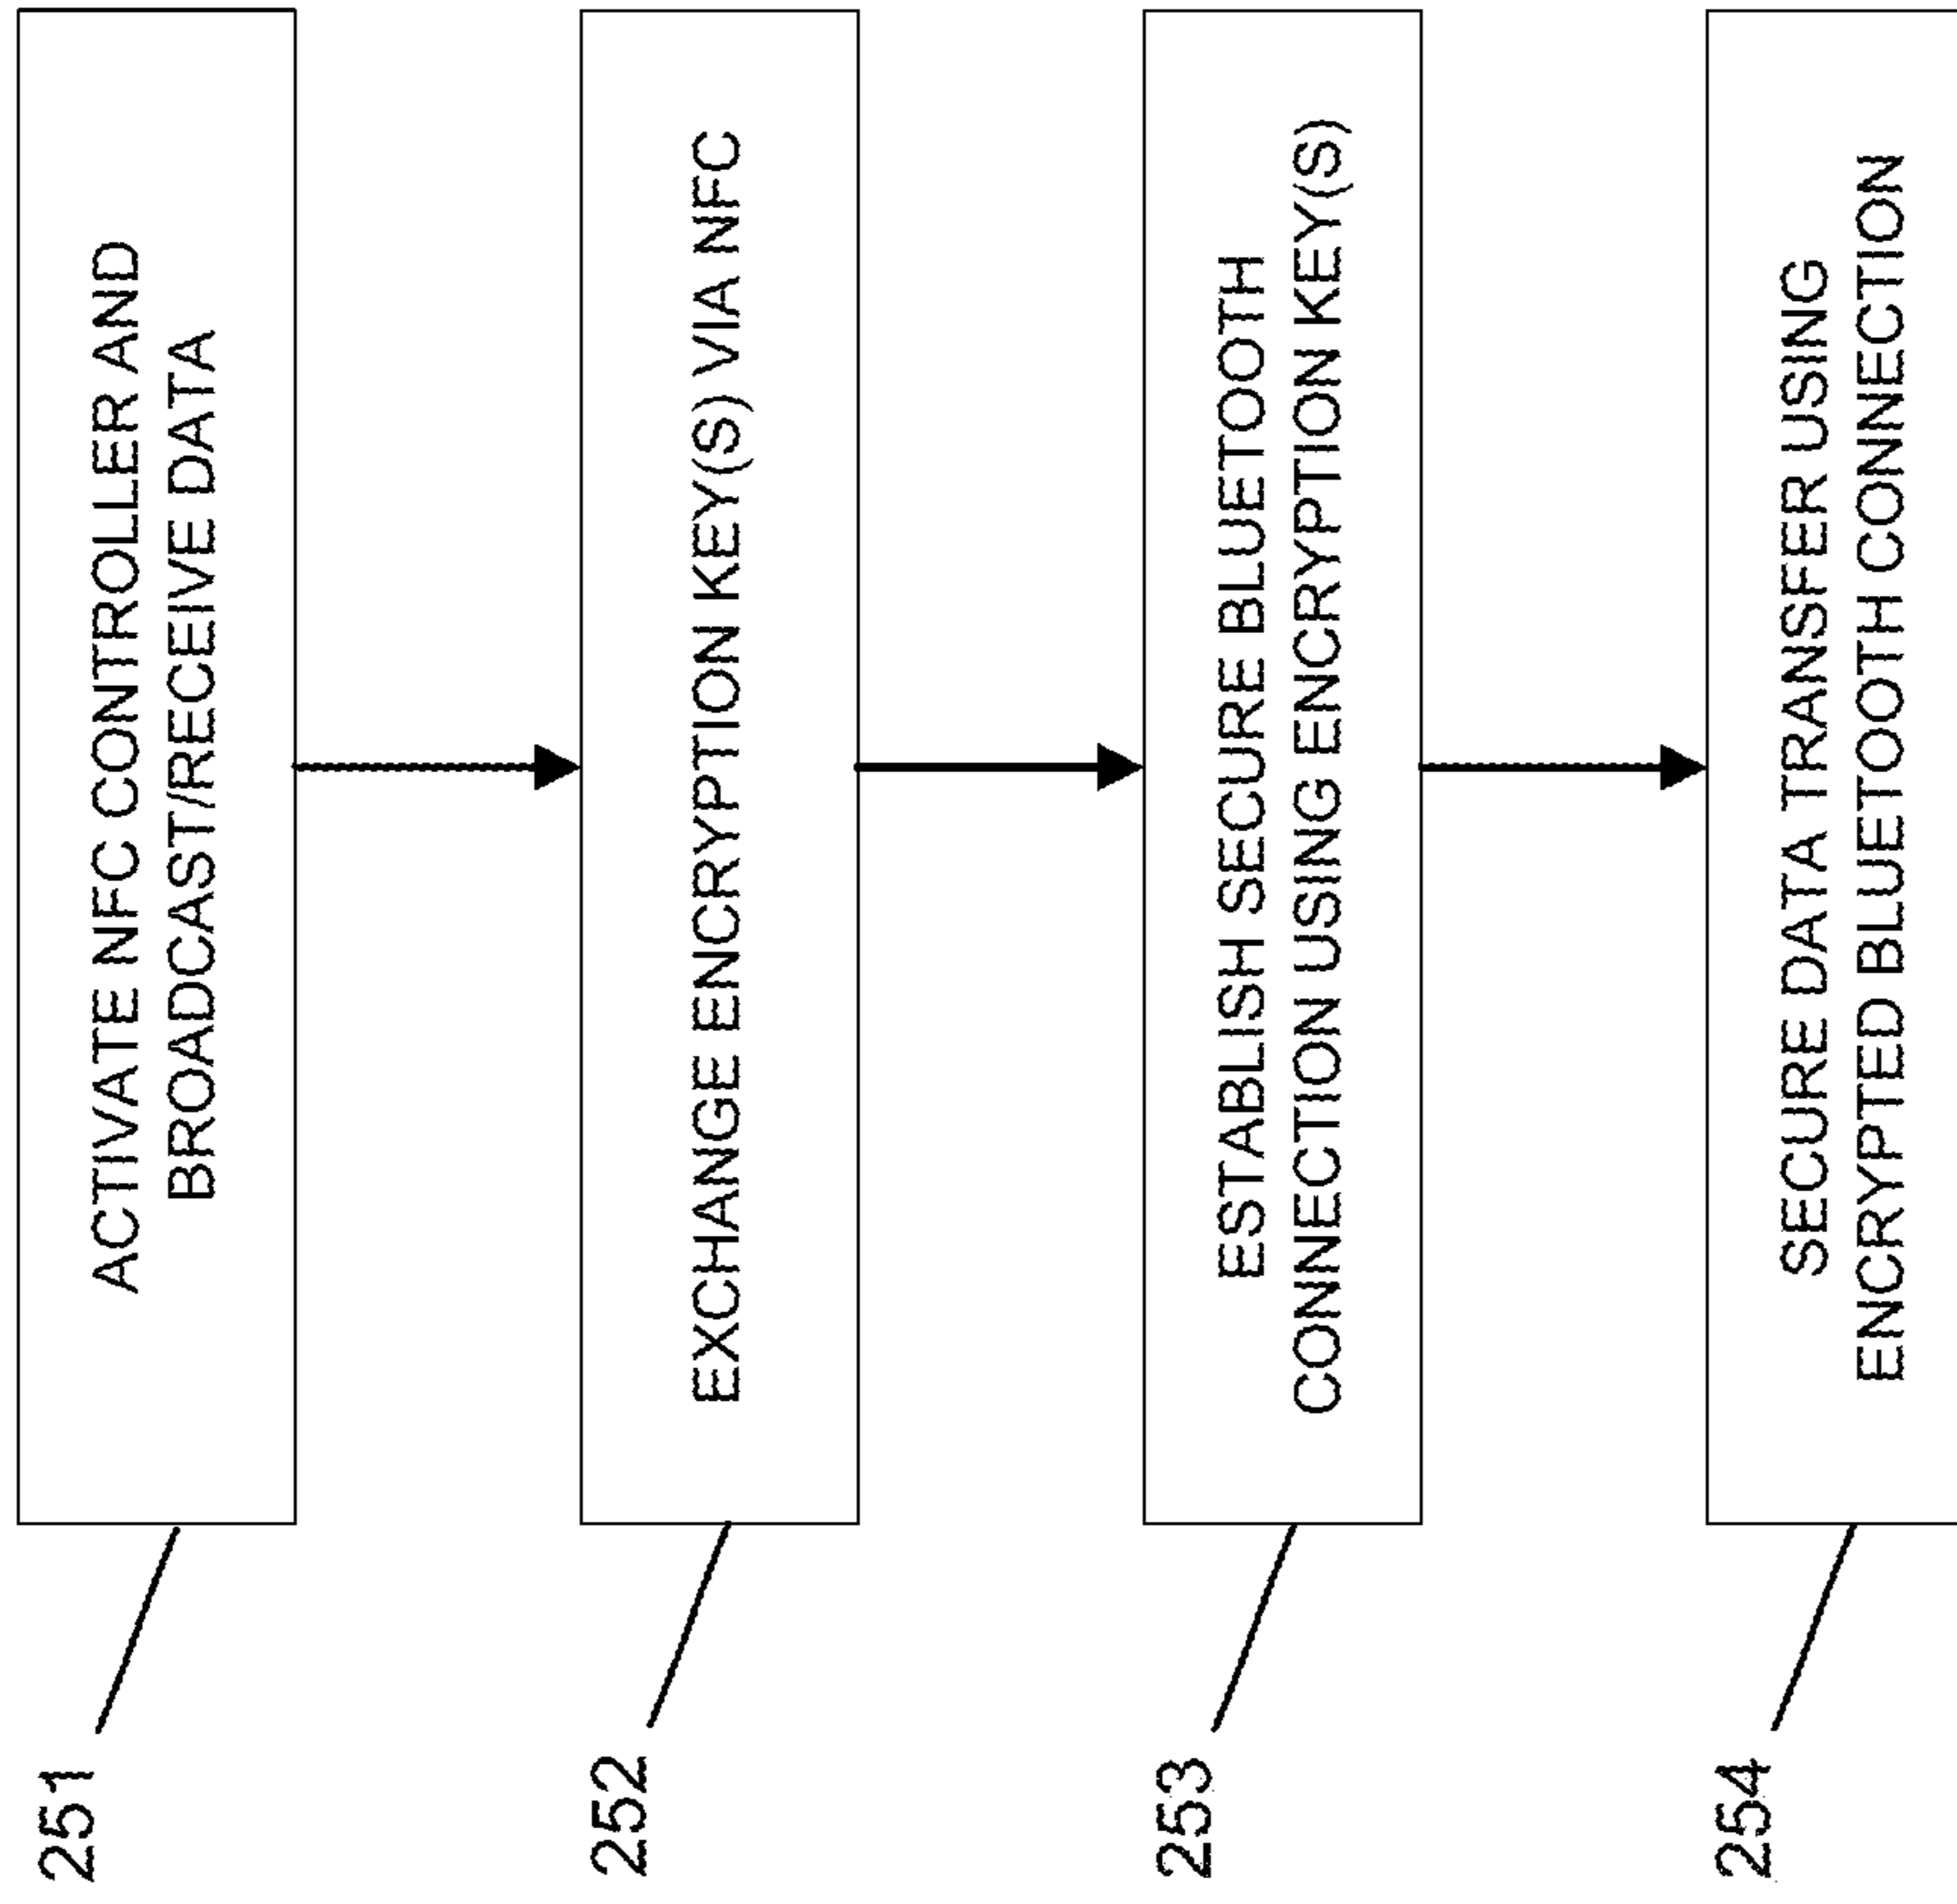 251
ACTIVATE NFC CONTROLLER AND
BROADCAST/RECEIVE DATA
252
EXCHANGE ENCRYPTION KEY(S) VIA NFC
253
ESTABLISH SECURE BLUETOOTH
CONNECTION USING ENCRYPTION KEY(S)
254
SECURE DATA TRANSFER USING
ENCRYPTED BLUETOOTH CONNECTION